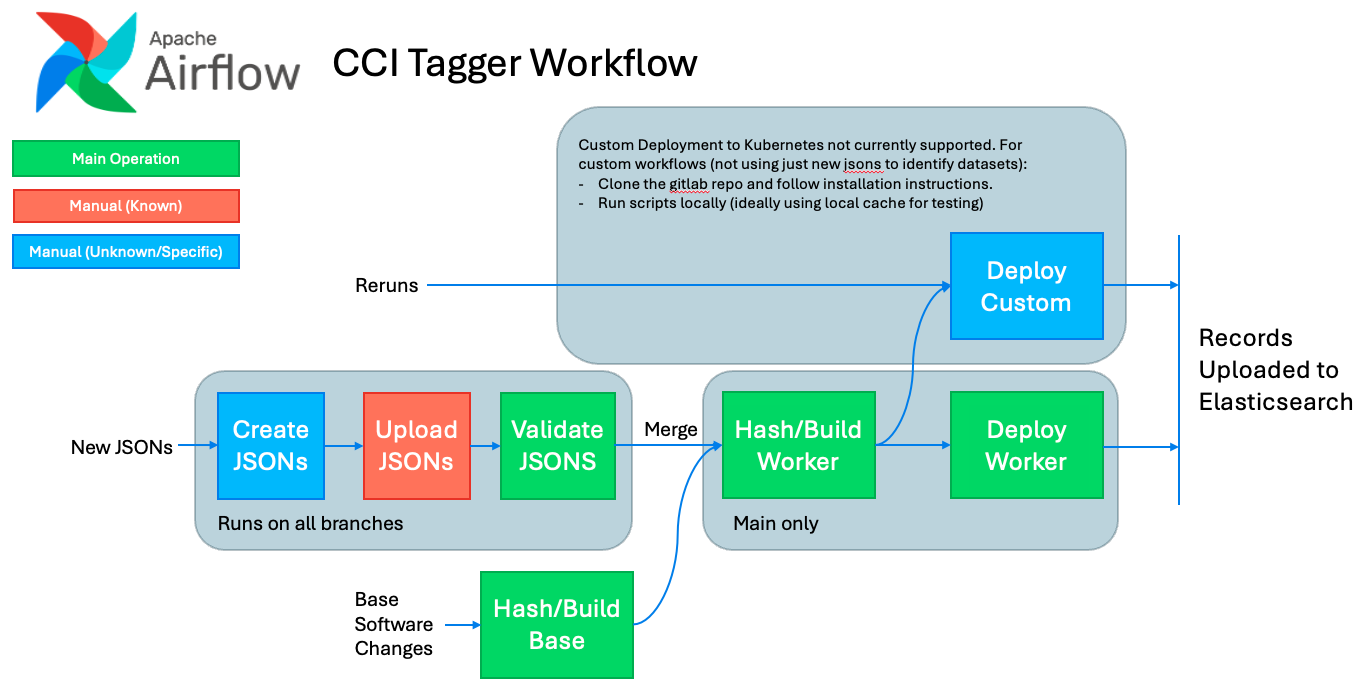 Apache
Airflow
CCI Tagger Workflow
Main Operation
Manual (Known)
Manual (Unknown/Specific)
Custom Deployment to Kubernetes not currently supported. For
custom workflows (not using just new jsons to identify datasets):
- Clone the gitlab repo and follow installation instructions.
- Run scripts locally (ideally using local cache for testing)
Reruns
Deploy
Custom
Records
Uploaded to
Elasticsearch
New JSONs
Create
JSONs
Upload
JSONs
Validate
JSONS
Runs on all branches
Merge
Hash/Build
Worker
Deploy
Worker
Main only
Base
Software
Changes
Hash/Build
Base